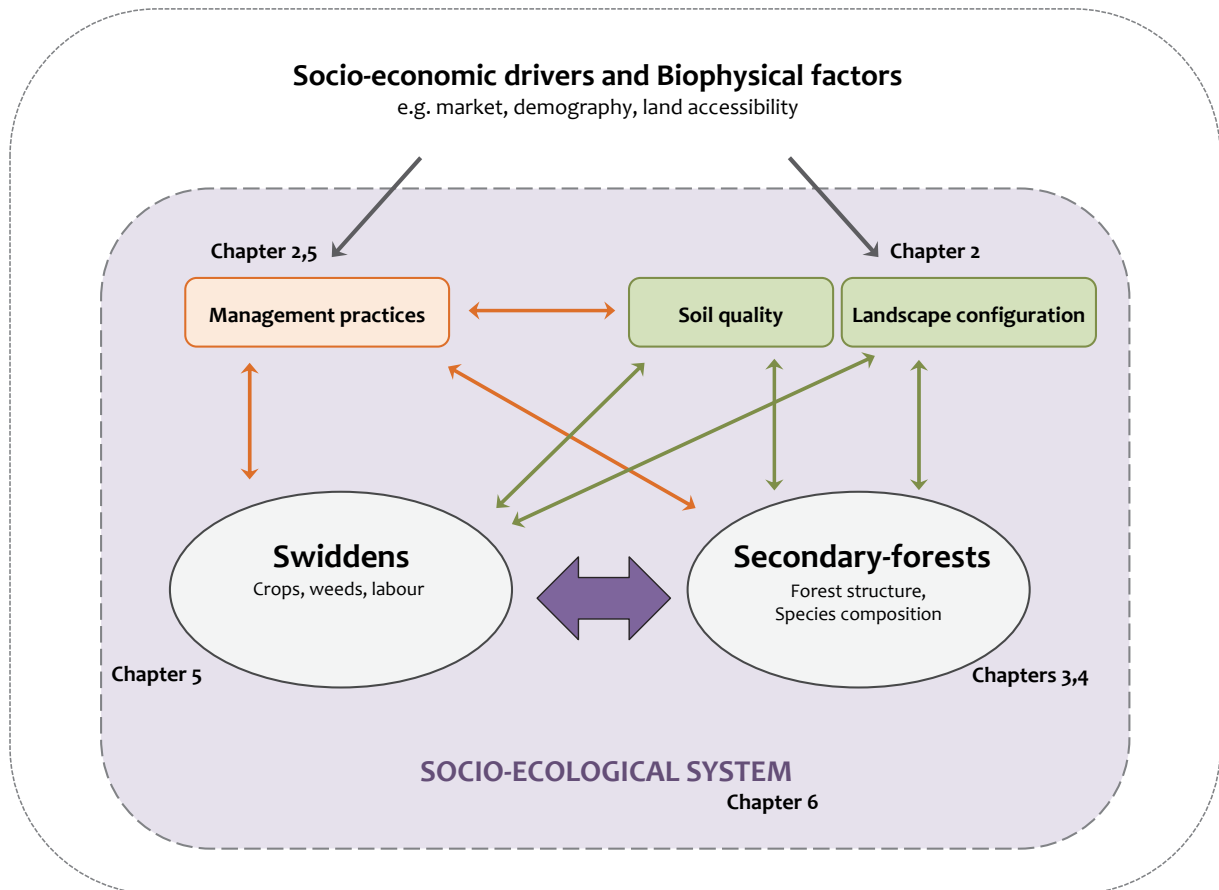 Socio-economic drivers and Biophysical factors
e.g. market, demography, land accessibility
Chapter 2,5
Chapter 2
Management practices
Soil quality
Landscape configuration
Swiddens
Crops, weeds, labour
Secondary-forests
Forest structure,
Species composition
Chapter 5
Chapters 3,4
SOCIO-ECOLOGICAL SYSTEM
Chapter 6